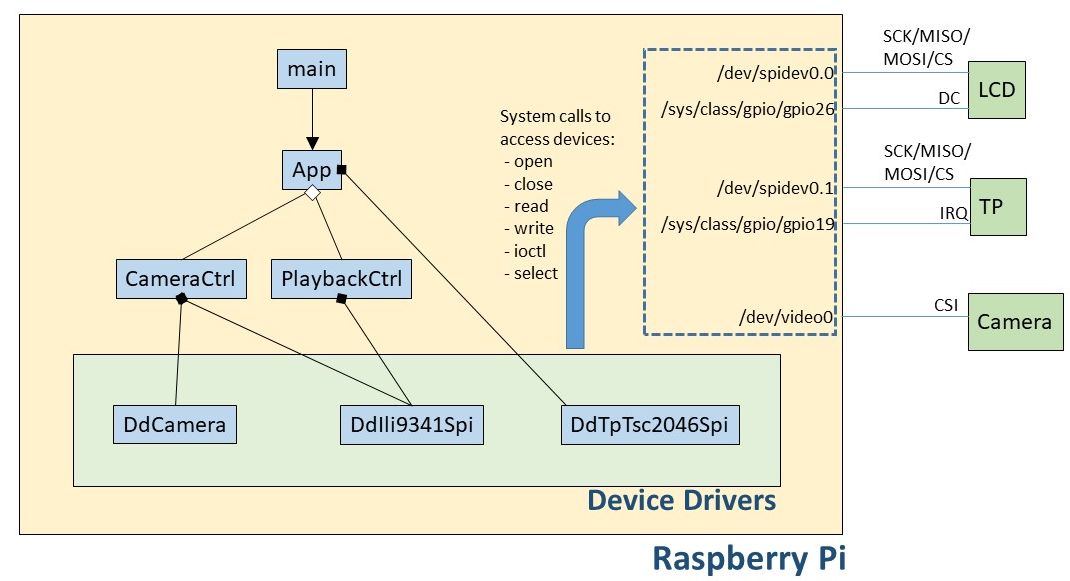 main
App
CameraCtrl
PlaybackCtrl
DdCamera
DdIli9341Spi
DdTpTsc2046Spi
Device Drivers
Raspberry Pi
System calls to
access devices:
- open
- close
- read
- write
- ioctl
- select
/dev/spidev0.0
/sys/class/gpio/gpio26
/dev/spidev0.1
/sys/class/gpio/gpio19
/dev/video0
SCK/MISO/
MOSI/CS
DC
LCD
SCK/MISO/
MOSI/CS
IRQ
TP
CSI
Camera